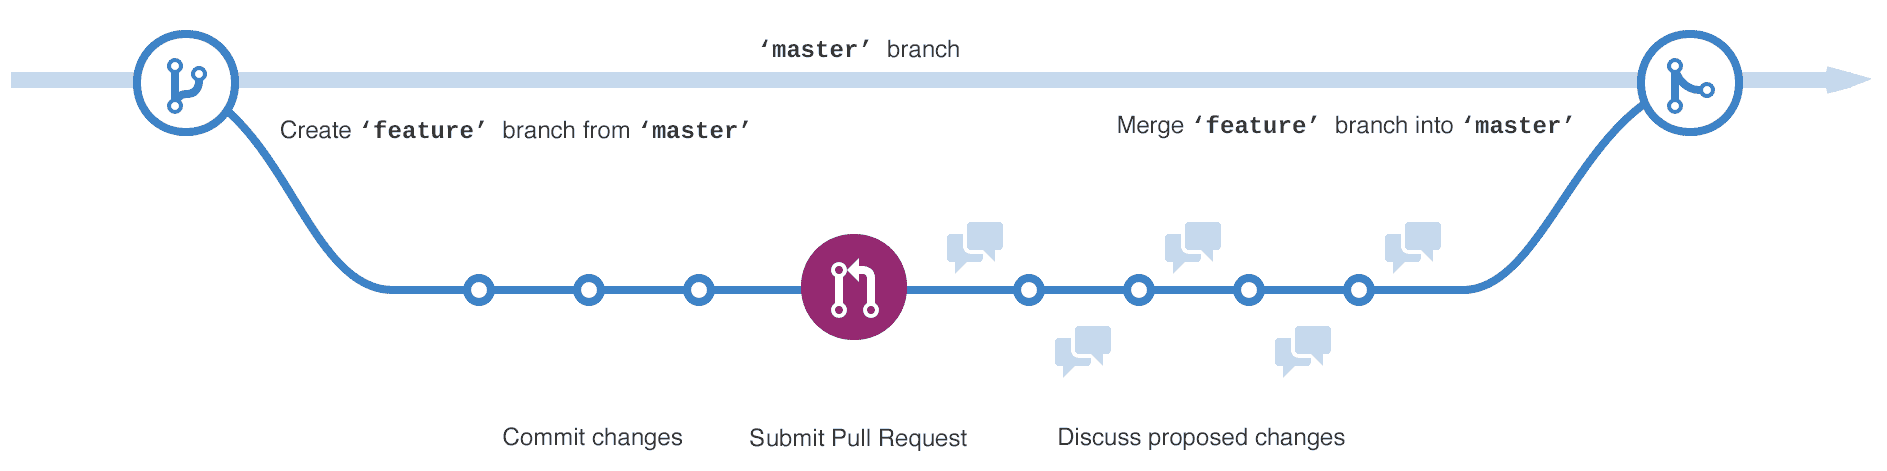 ‘master’ branch
Create ‘feature’ branch from ‘master’
Merge ‘feature’ branch into ‘master’
Commit changes
Submit Pull Request
Discuss proposed changes